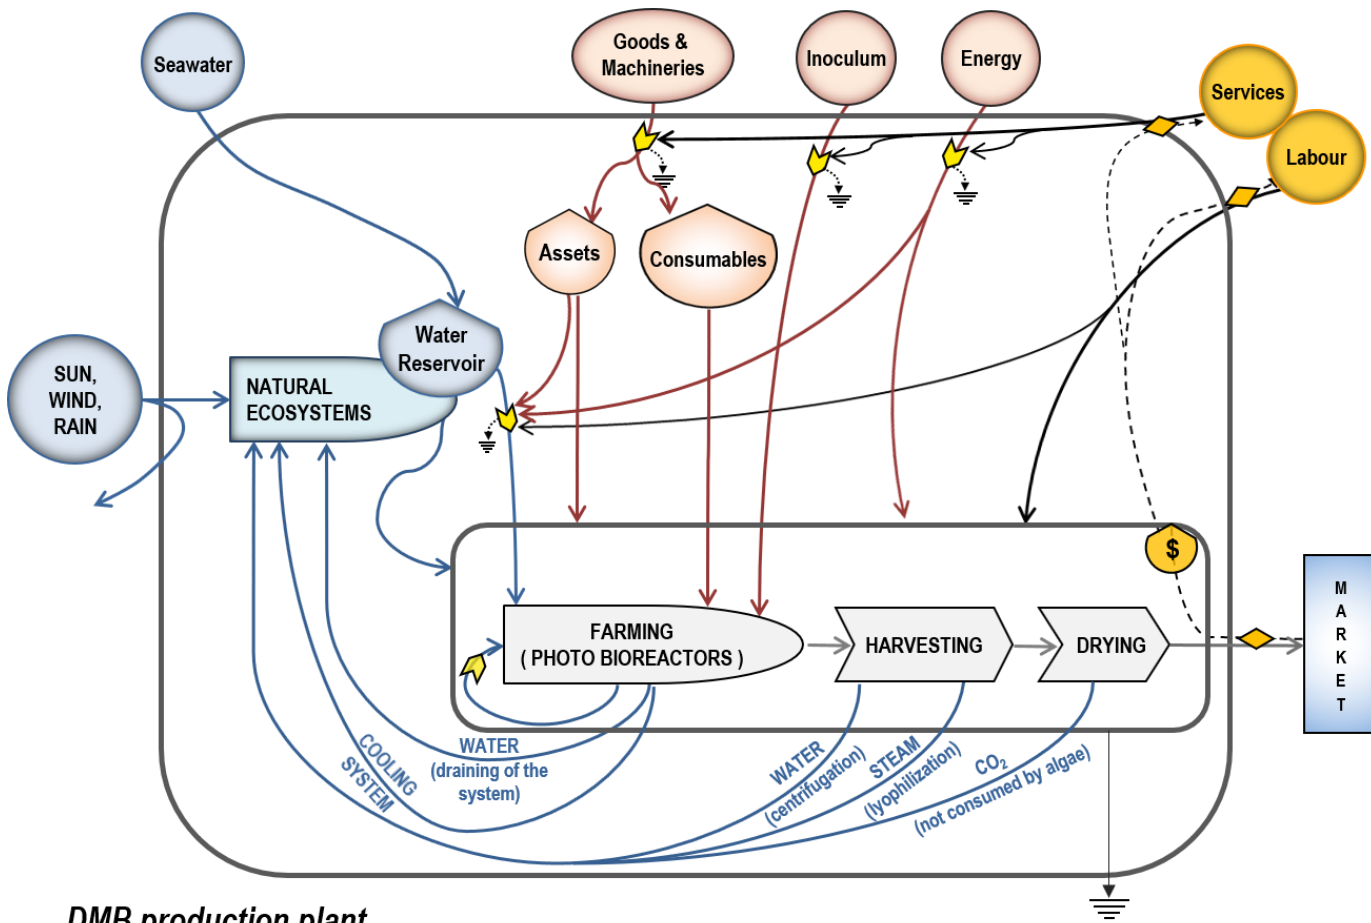 Seawater
Goods &
Machineries
Inoculum
Energy
Services
Labour
Assets
Consumables
Water
Reservoir
SUN,
WIND,
RAIN
NATURAL
ECOSYSTEMS
$
FARMING
( PHOTO BIOREACTORS )
HARVESTING
DRYING
M
A
R
K
E
T
COOLING
SYSTEM
WATER
(draining of the
system)
WATER
(centrifugation)
STEAM
(lyophilization)
CO₂
(not consumed by algae)
DMB production plant